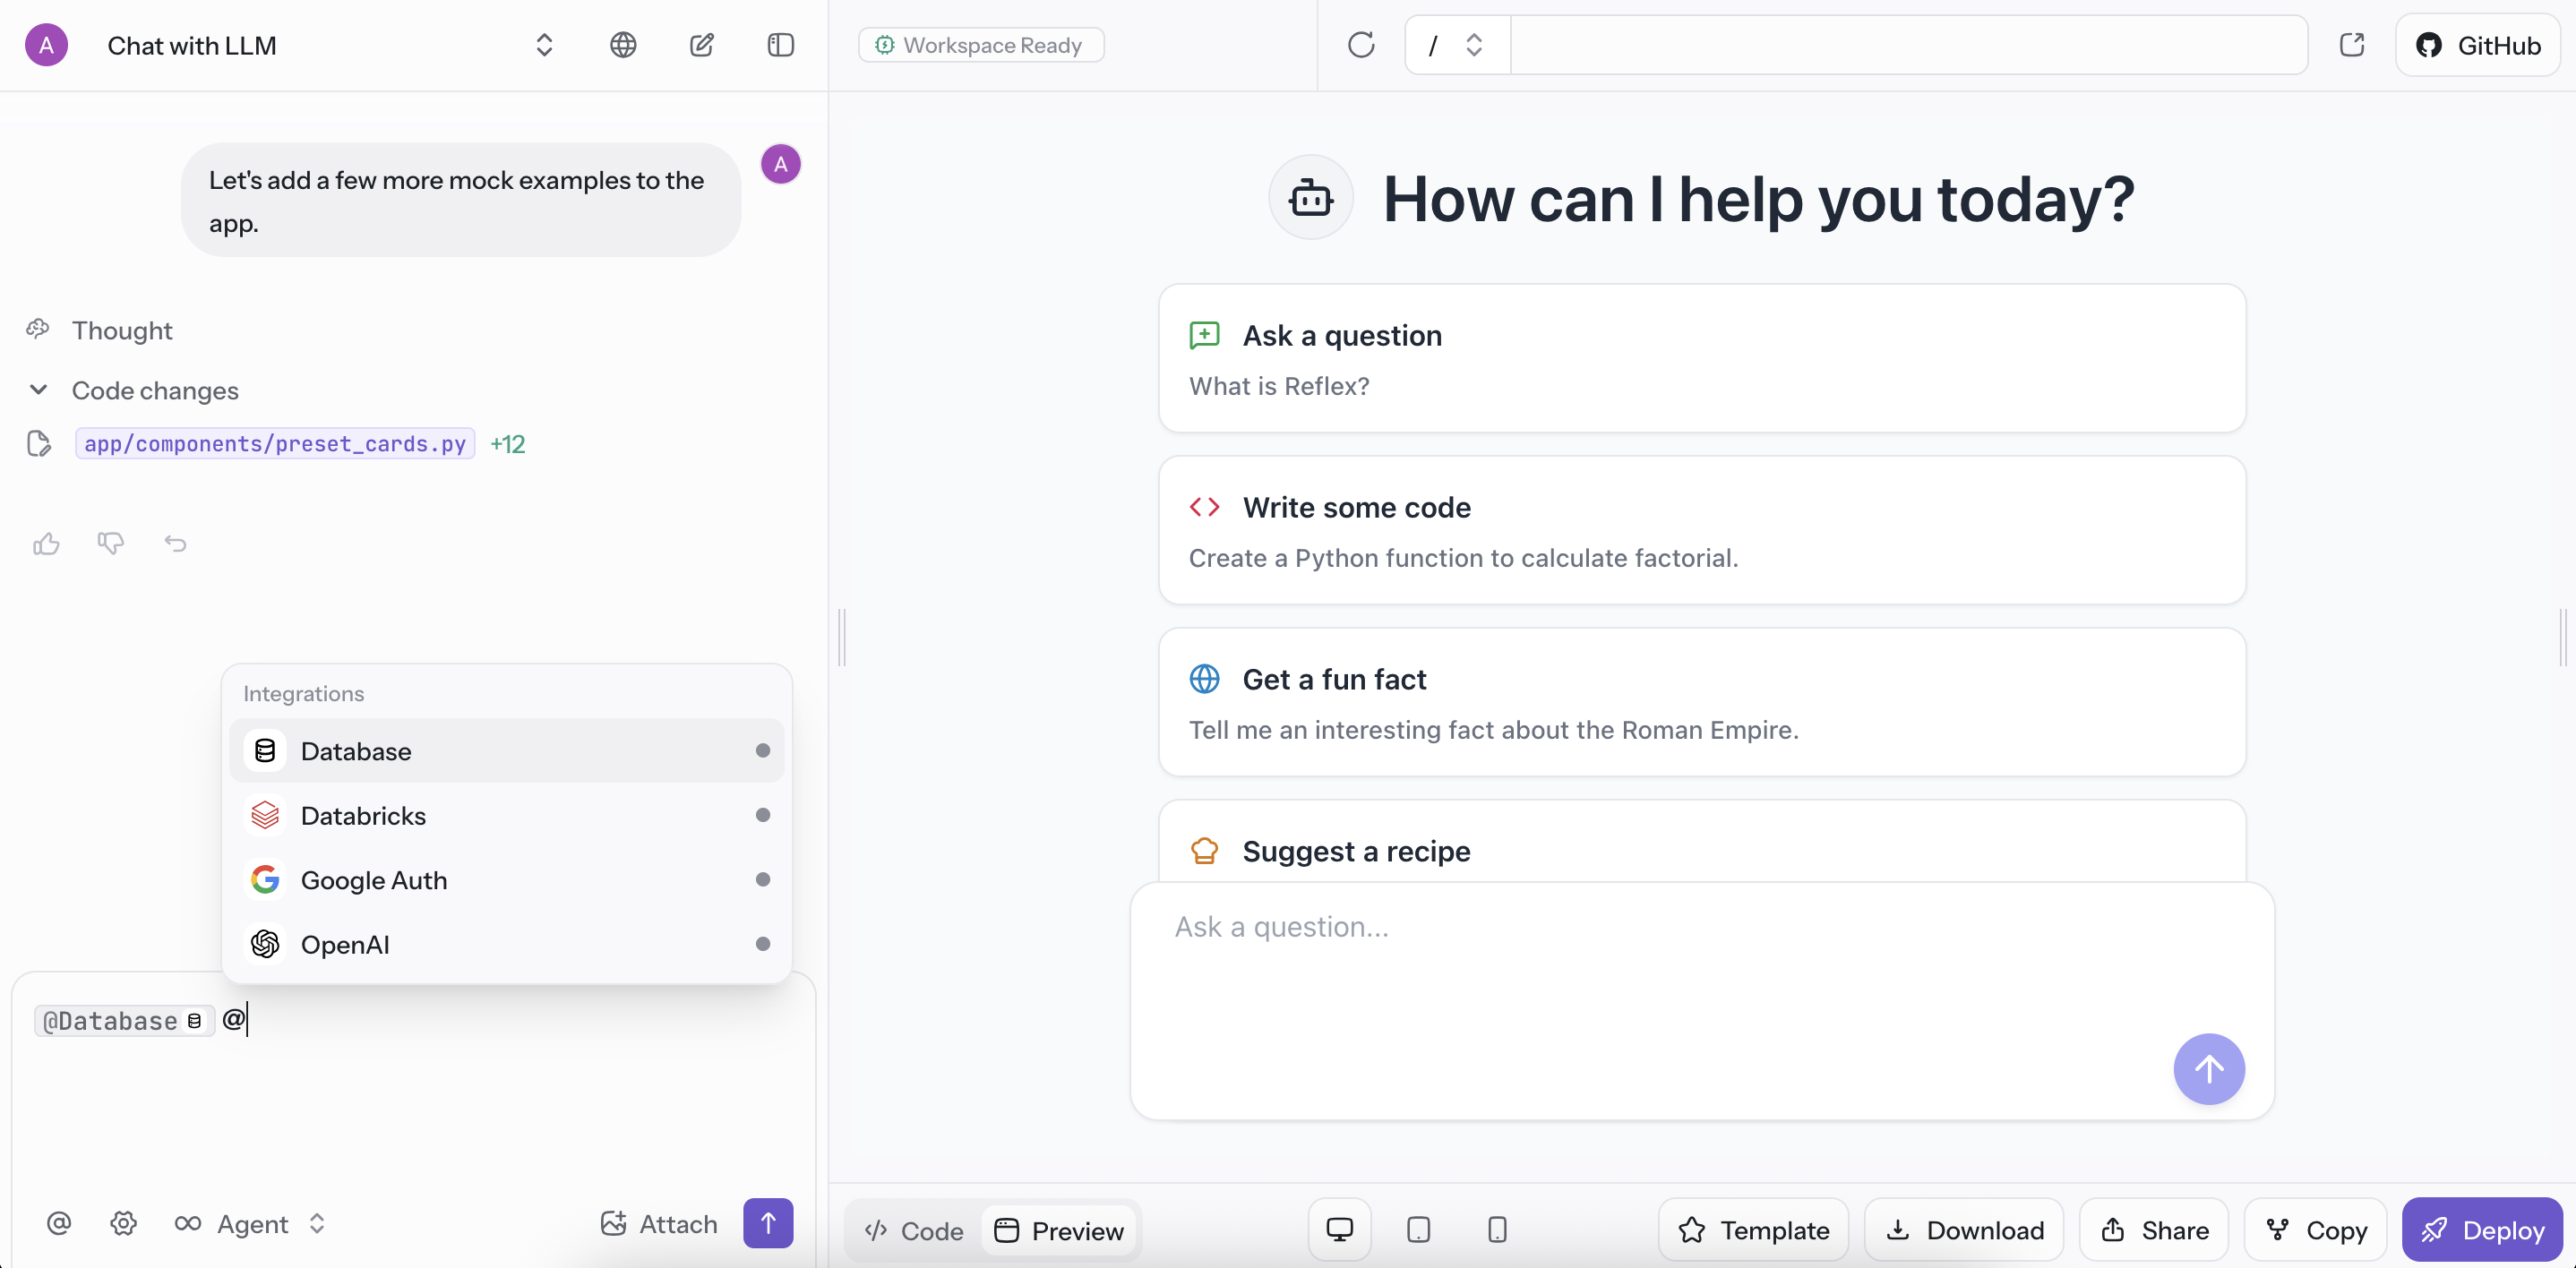 A
Chat with LLM
Workspace Ready
/
GitHub
Let's add a few more mock examples to the
app.
A
Thought
Code changes
app/components/preset_cards.py +12
Integrations
Database
Databricks
Google Auth
OpenAI
@Database @
Agent
Attach
How can I help you today?
Ask a question
What is Reflex?
Write some code
Create a Python function to calculate factorial.
Get a fun fact
Tell me an interesting fact about the Roman Empire.
Suggest a recipe
Ask a question...
Code
Preview
Template
Download
Share
Copy
Deploy